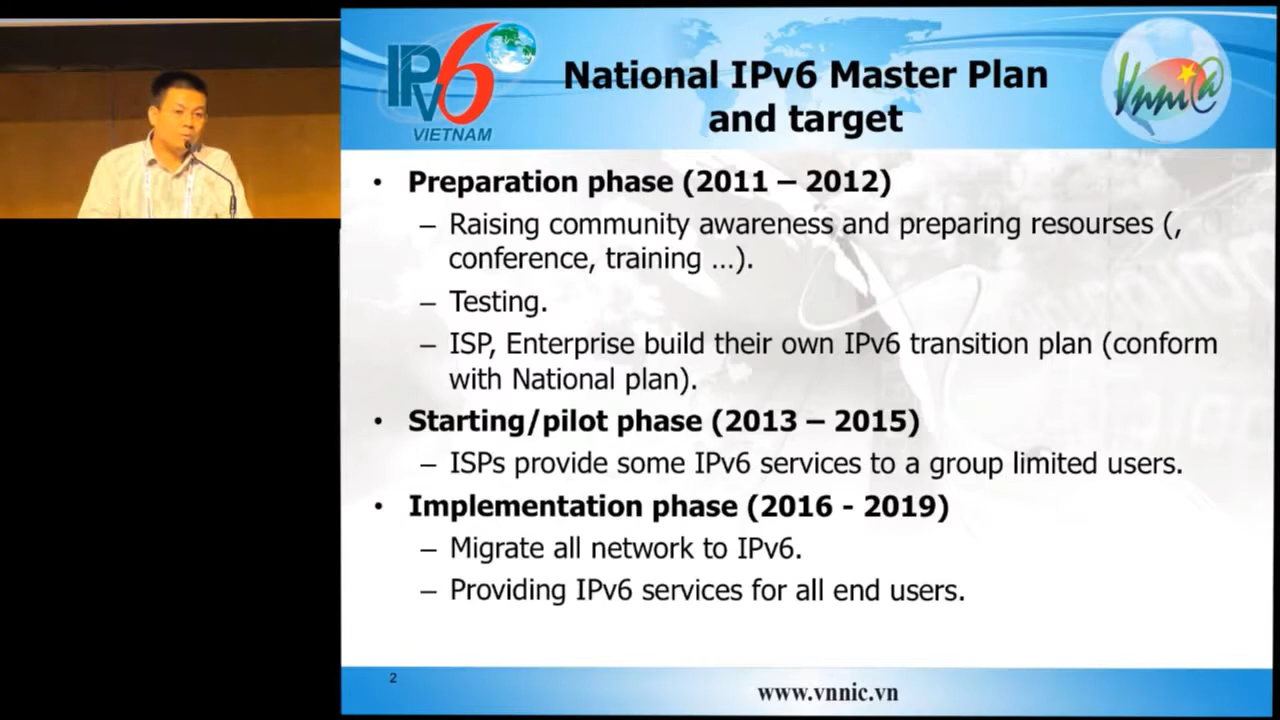 IPv6
VIETNAM
National IPv6 Master Plan
and target
Vnnic
• Preparation phase (2011 – 2012)
– Raising community awareness and preparing resourses (,
conference, training ...).
– Testing.
– ISP, Enterprise build their own IPv6 transition plan (conform
with National plan).
• Starting/pilot phase (2013 – 2015)
– ISPs provide some IPv6 services to a group limited users.
• Implementation phase (2016 - 2019)
– Migrate all network to IPv6.
– Providing IPv6 services for all end users.
2
www.vnnic.vn